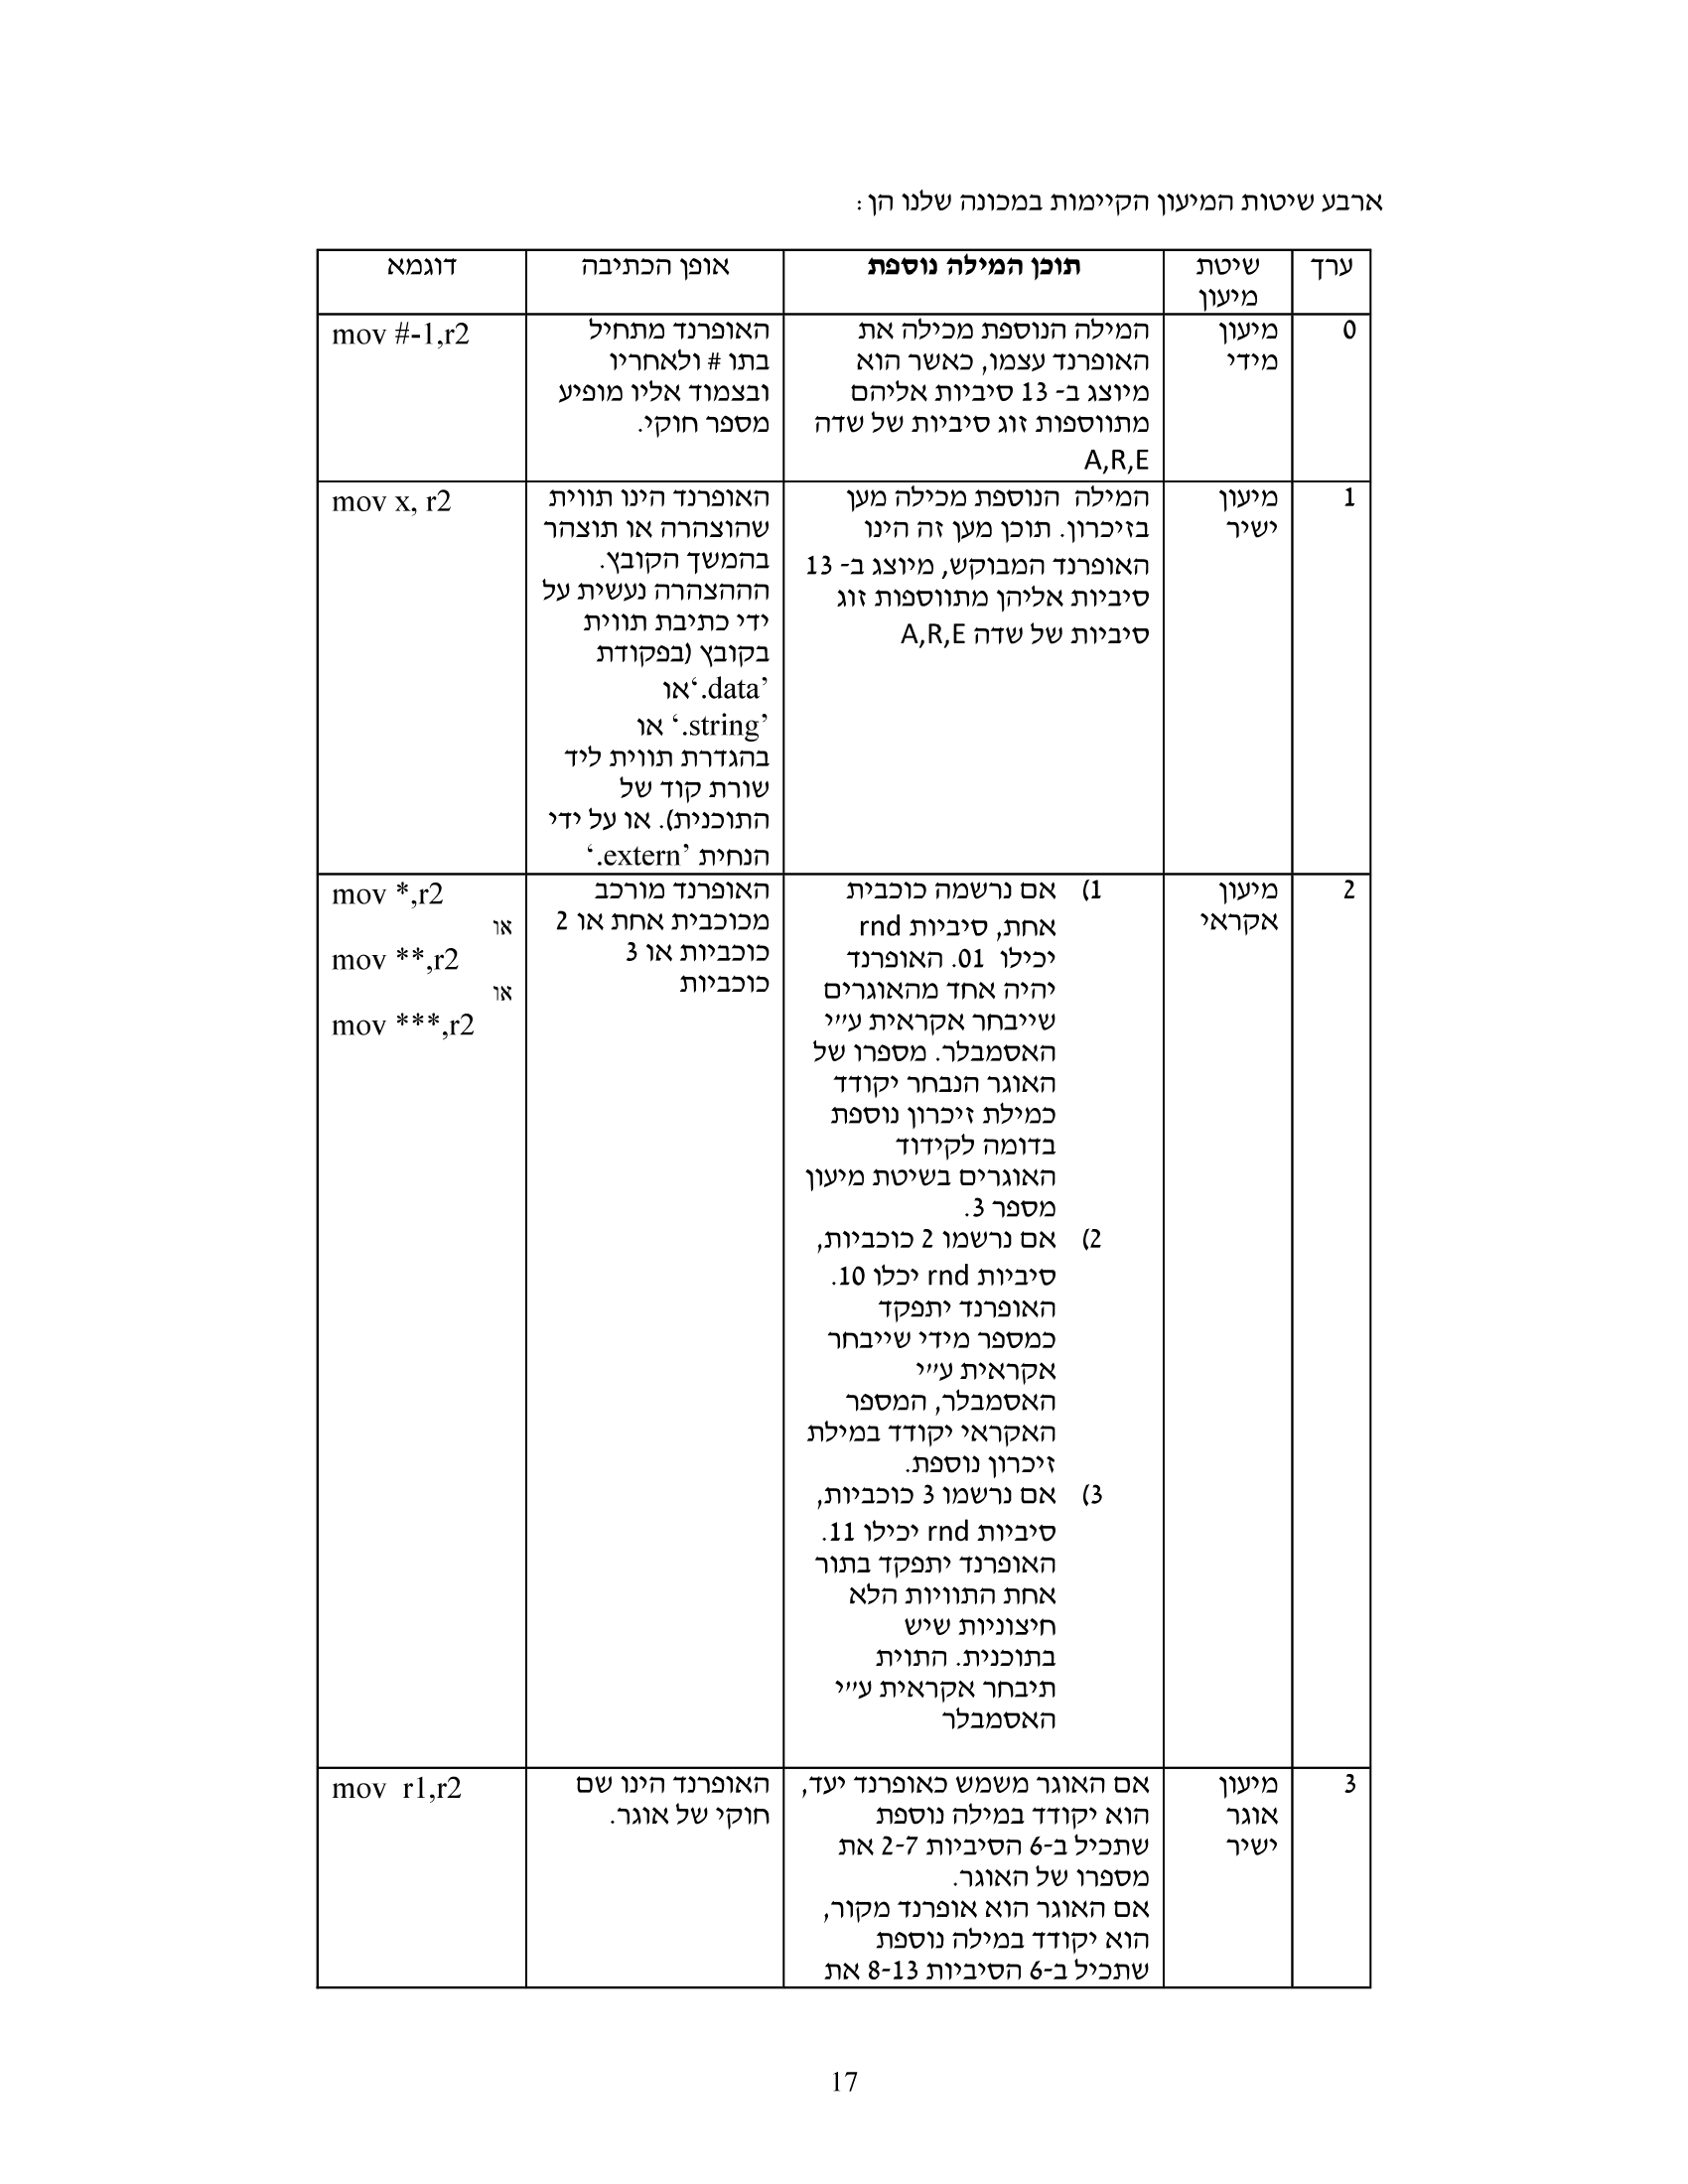 ארבע שיטות המיעון הקיימות במכונה שלנו הן:
ערך
שיטת
מיעון
תוכן המילה נוספת
אופן הכתיבה
דוגמא
0
מיעון
מידי
המילה הנוספת מכילה את
האופרנד עצמו, כאשר הוא
מיוצג ב- 13 סיביות אליהם
מתווספות זוג סיביות של שדה
A,R,E
האופרנד מתחיל
בתו # ולאחריו
ובצמוד אליו מופיע
מספר חוקי.
mov #-1,r2
1
מיעון
ישיר
המילה הנוספת מכילה מען
בזיכרון. תוכן מען זה הינו
האופרנד המבוקש, מיוצג ב- 13
סיביות אליהן מתווספות זוג
סיביות של שדה A,R,E
האופרנד הינו תווית
שהוצהרה או תוצהר
בהמשך הקובץ.
הההצהרה נעשית על
ידי כתיבת תווית
בקובץ (בפקודת
’data.‘או
’string.‘ או
בהגדרת תווית ליד
שורת קוד של
התוכנית). או על ידי
הנחית ’extern.‘
mov x, r2
2
מיעון
אקראי
1) אם נרשמה כוכבית
אחת, סיביות rnd
יכילו 01. האופרנד
יהיה אחד מהאוגרים
שייבחר אקראית ע״י
האסמבלר. מספרו של
האוגר הנבחר יקודד
כמילת זיכרון נוספת
בדומה לקידוד
האוגרים בשיטת מיעון
מספר 3.
2) אם נרשמו 2 כוכביות,
סיביות rnd יכלו 10.
האופרנד יתפקד
כמספר מידי שייבחר
אקראית ע״י
האסמבלר, המספר
האקראי יקודד במילת
זיכרון נוספת.
3) אם נרשמו 3 כוכביות,
סיביות rnd יכילו 11.
האופרנד יתפקד בתור
אחת התוויות הלא
חיצוניות שיש
בתוכנית. התוית
תיבחר אקראית ע״י
האסמבלר
האופרנד מורכב
מכוכבית אחת או 2
כוכביות או 3
כוכביות
mov *,r2
או
mov **,r2
או
mov ***,r2
3
מיעון
אוגר
ישיר
אם האוגר משמש כאופרנד יעד,
הוא יקודד במילה נוספת
שתכיל ב-6 הסיביות 2-7 את
מספרו של האוגר.
אם האוגר הוא אופרנד מקור,
הוא יקודד במילה נוספת
שתכיל ב-6 הסיביות 8-13 את
האופרנד הינו שם
חוקי של אוגר.
mov r1,r2
17